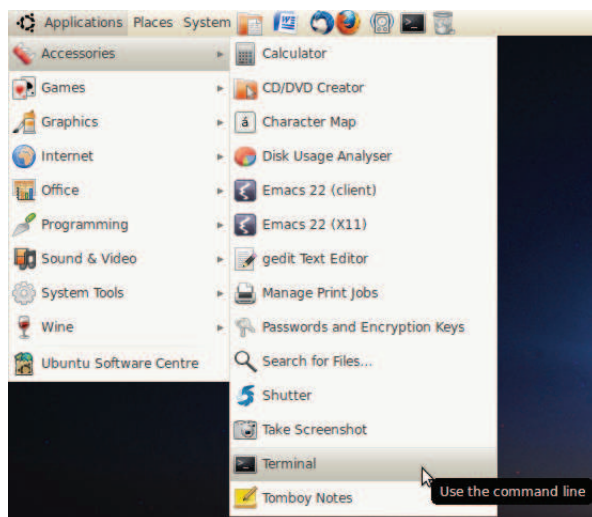 Applications Places System
Accessories
Games
Graphics
Internet
Office
Programming
Sound & Video
System Tools
Wine
Ubuntu Software Centre
Calculator
CD/DVD Creator
á Character Map
Disk Usage Analyser
Emacs 22 (client)
Emacs 22 (X11)
gedit Text Editor
Manage Print Jobs
Passwords and Encryption Keys
Search for Files...
Shutter
Take Screenshot
Terminal
Tomboy Notes
Use the command line